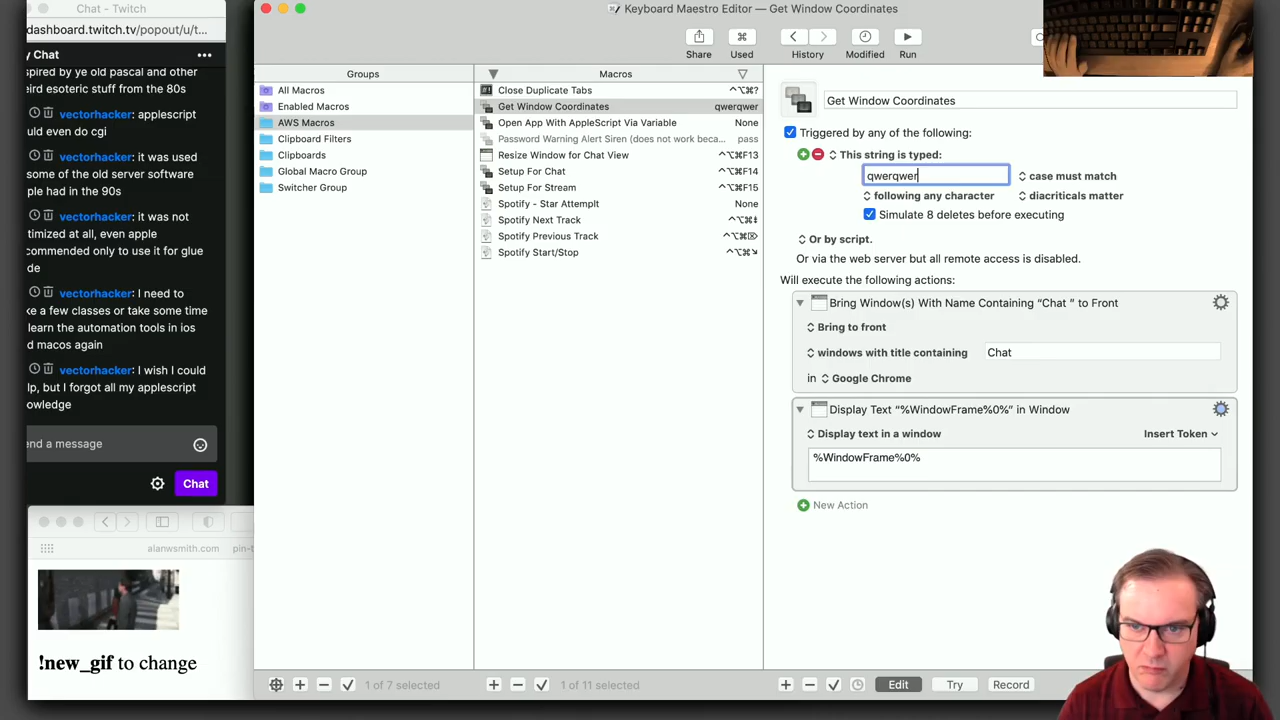 Chat - Twitch
dashboard.twitch.tv/popout/u/t...
y Chat
spired by ye old pascal and other
eird esoteric stuff from the 80s
vectorhacker: applescript
uld even do cgi
vectorhacker: it was used
some of the old server software
ple had in the 90s
vectorhacker: it was not
timized at all, even apple
commended only to use it for glue
de
vectorhacker: I need to
ke a few classes or take some time
learn the automation tools in ios
d macos again
vectorhacker: I wish I could
lp, but I forgot all my applescript
owledge
end a message
Chat
alanwsmith.com
pin-t
!new_gif to change
Keyboard Maestro Editor — Get Window Coordinates
Share
Used
History
Modified
Run
Groups
All Macros
Enabled Macros
AWS Macros
Clipboard Filters
Clipboards
Global Macro Group
Switcher Group
Macros
Close Duplicate Tabs ^⌥⌘?
Get Window Coordinates qwerqwer
Open App With AppleScript Via Variable None
Password Warning Alert Siren (does not work beca... pass
Resize Window for Chat View ^⌥⌘F13
Setup For Chat ^⌥⌘F14
Setup For Stream ^⌥⌘F15
Spotify - Star AttempIt None
Spotify Next Track ^⌥⌘⇟
Spotify Previous Track ^⌥⌘⌦
Spotify Start/Stop ^⌥⌘↘
Get Window Coordinates
Triggered by any of the following:
This string is typed:
qwerqwer
case must match
following any character
diacriticals matter
Simulate 8 deletes before executing
Or by script.
Or via the web server but all remote access is disabled.
Will execute the following actions:
Bring Window(s) With Name Containing “Chat ” to Front
Bring to front
windows with title containing
Chat
in Google Chrome
Display Text “%WindowFrame%0%” in Window
Display text in a window
Insert Token
%WindowFrame%0%
New Action
1 of 7 selected
1 of 11 selected
Edit
Try
Record